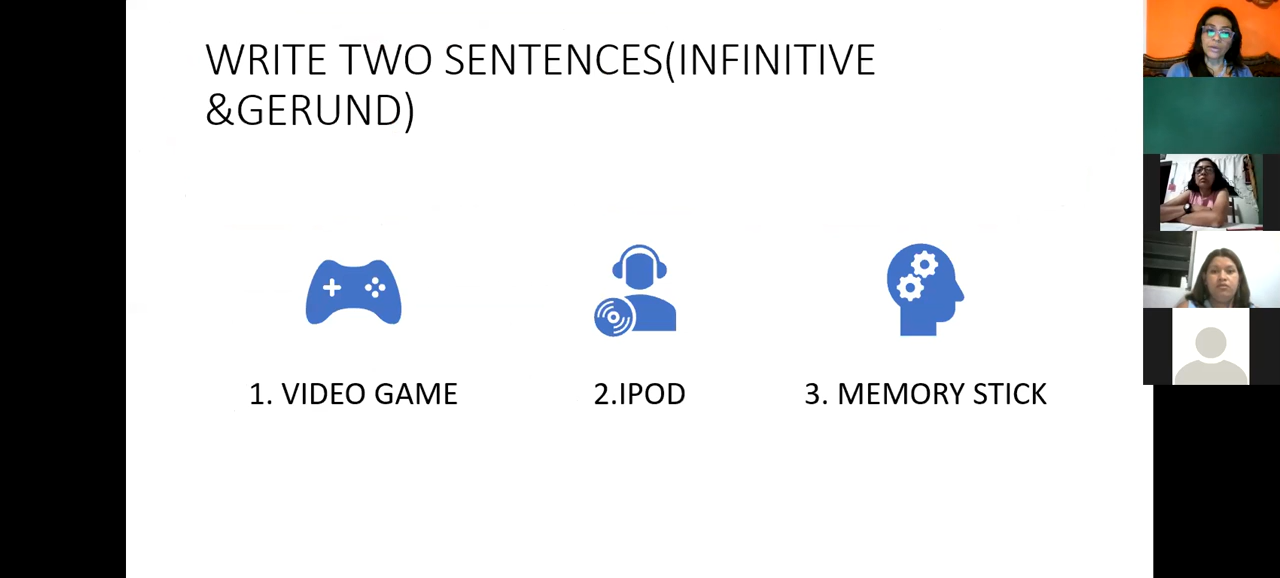 WRITE TWO SENTENCES(INFINITIVE
&GERUND)
1. VIDEO GAME
2.IPOD
3. MEMORY STICK